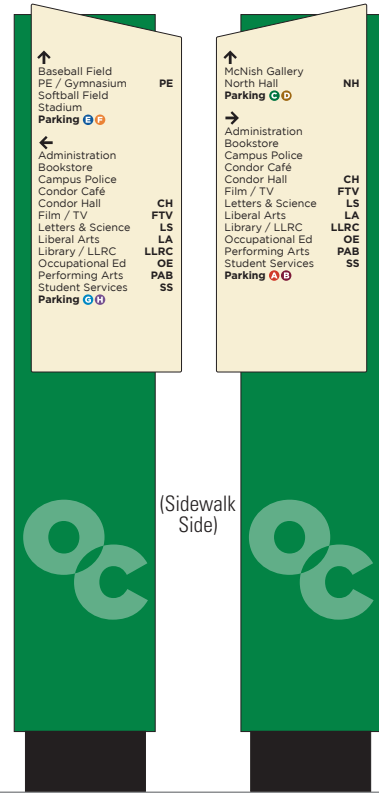 ↑
Baseball Field
PE / Gymnasium PE
Softball Field
Stadium
Parking E F
←
Administration
Bookstore
Campus Police
Condor Café
Condor Hall CH
Film / TV FTV
Letters & Science LS
Liberal Arts LA
Library / LLRC LLRC
Occupational Ed OE
Performing Arts PAB
Student Services SS
Parking G H
OC
↑
McNish Gallery
North Hall NH
Parking C D
→
Administration
Bookstore
Campus Police
Condor Café
Condor Hall CH
Film / TV FTV
Letters & Science LS
Liberal Arts LA
Library / LLRC LLRC
Occupational Ed OE
Performing Arts PAB
Student Services SS
Parking A B
(Sidewalk
Side)
OC